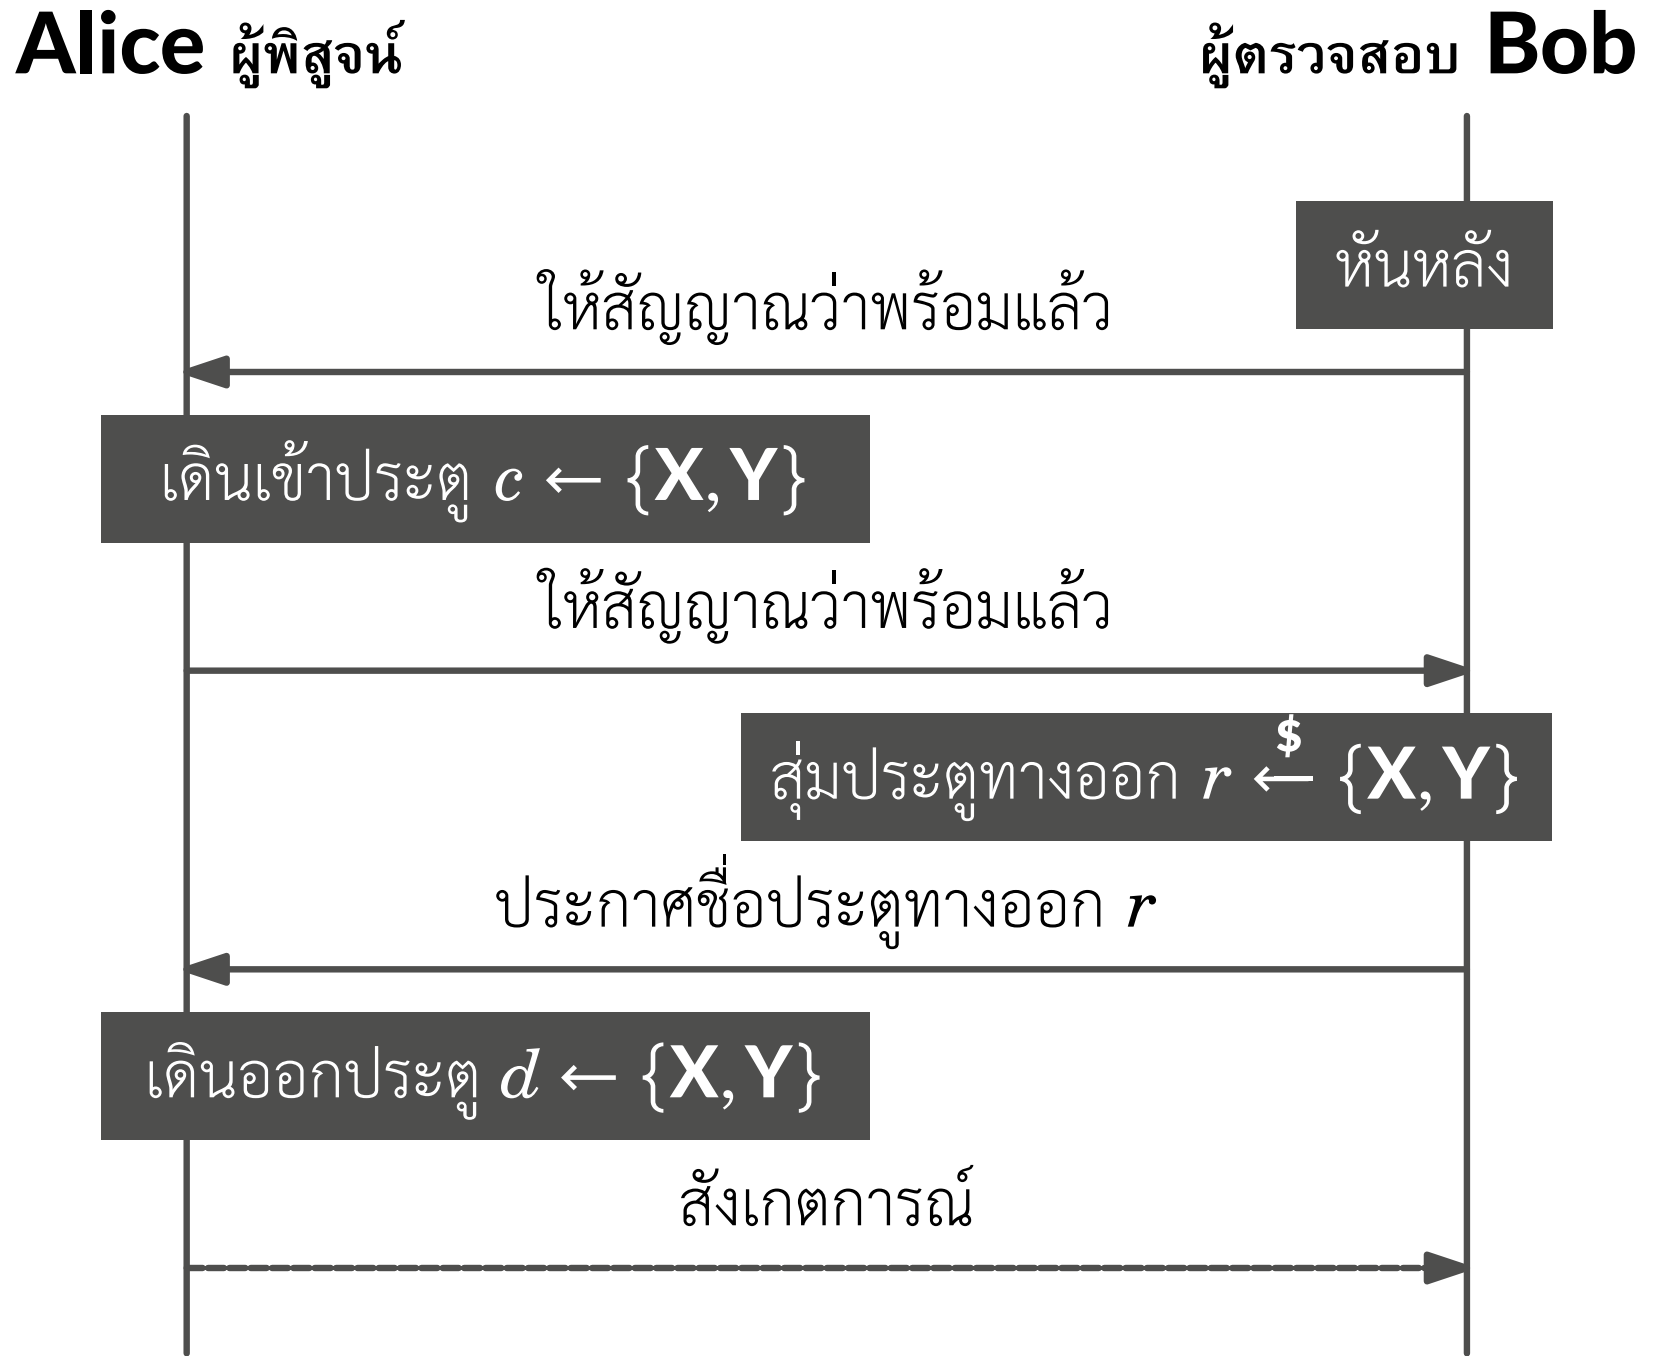 Alice ผู้พิสูจน์
ผู้ตรวจสอบ Bob
หันหลัง
ให้สัญญาณว่าพร้อมแล้ว
เดินเข้าประตู c ← {X, Y}
ให้สัญญาณว่าพร้อมแล้ว
$
สุ่มประตูทางออก r ← {X, Y}
ประกาศชื่อประตูทางออก r
เดินออกประตู d ← {X, Y}
สังเกตการณ์